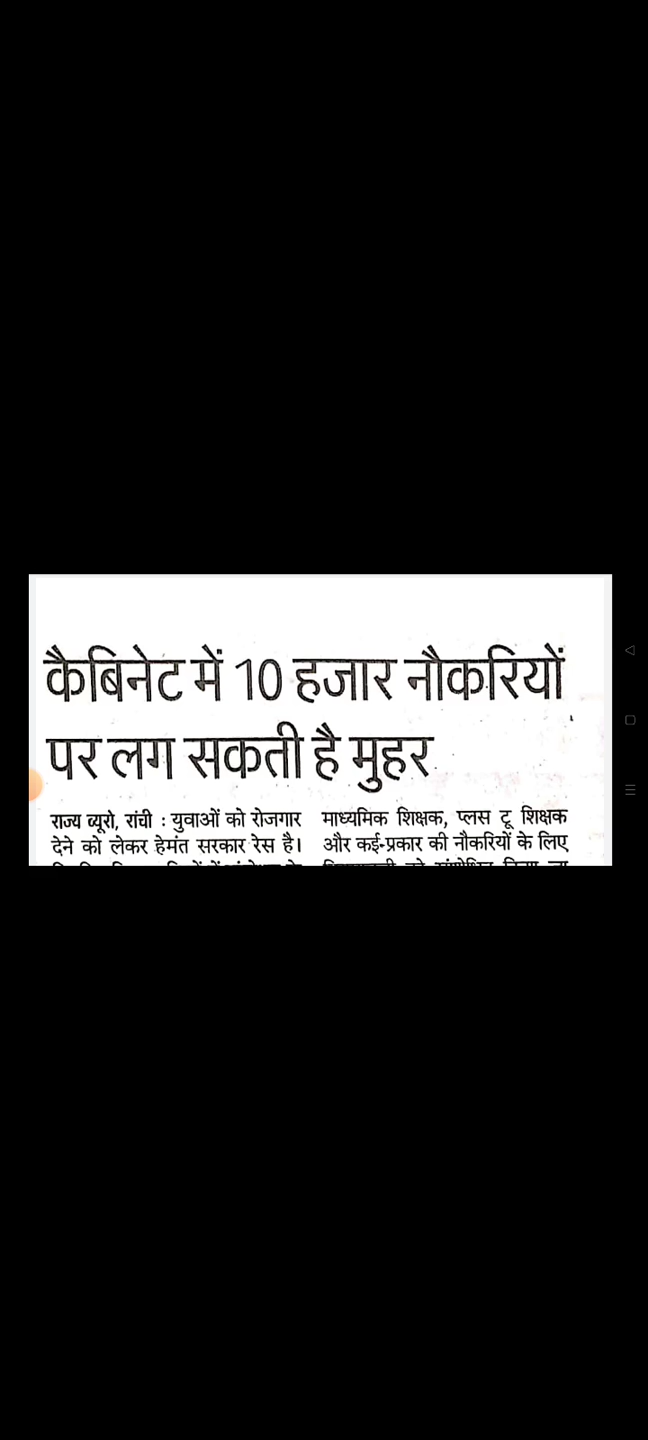 कैबिनेट में 10 हजार नौकरियों
पर लग सकती है मुहर
राज्य ब्यूरो, रांची : युवाओं को रोजगार
देने को लेकर हेमंत सरकार रेस है।
माध्यमिक शिक्षक, प्लस टू शिक्षक
और कई-प्रकार की नौकरियों के लिए